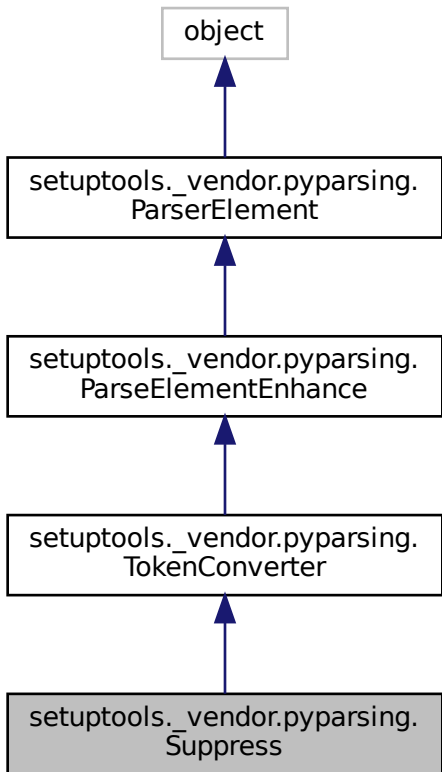 object
setuptools._vendor.pyparsing.
ParserElement
setuptools._vendor.pyparsing.
ParseElementEnhance
setuptools._vendor.pyparsing.
TokenConverter
setuptools._vendor.pyparsing.
Suppress